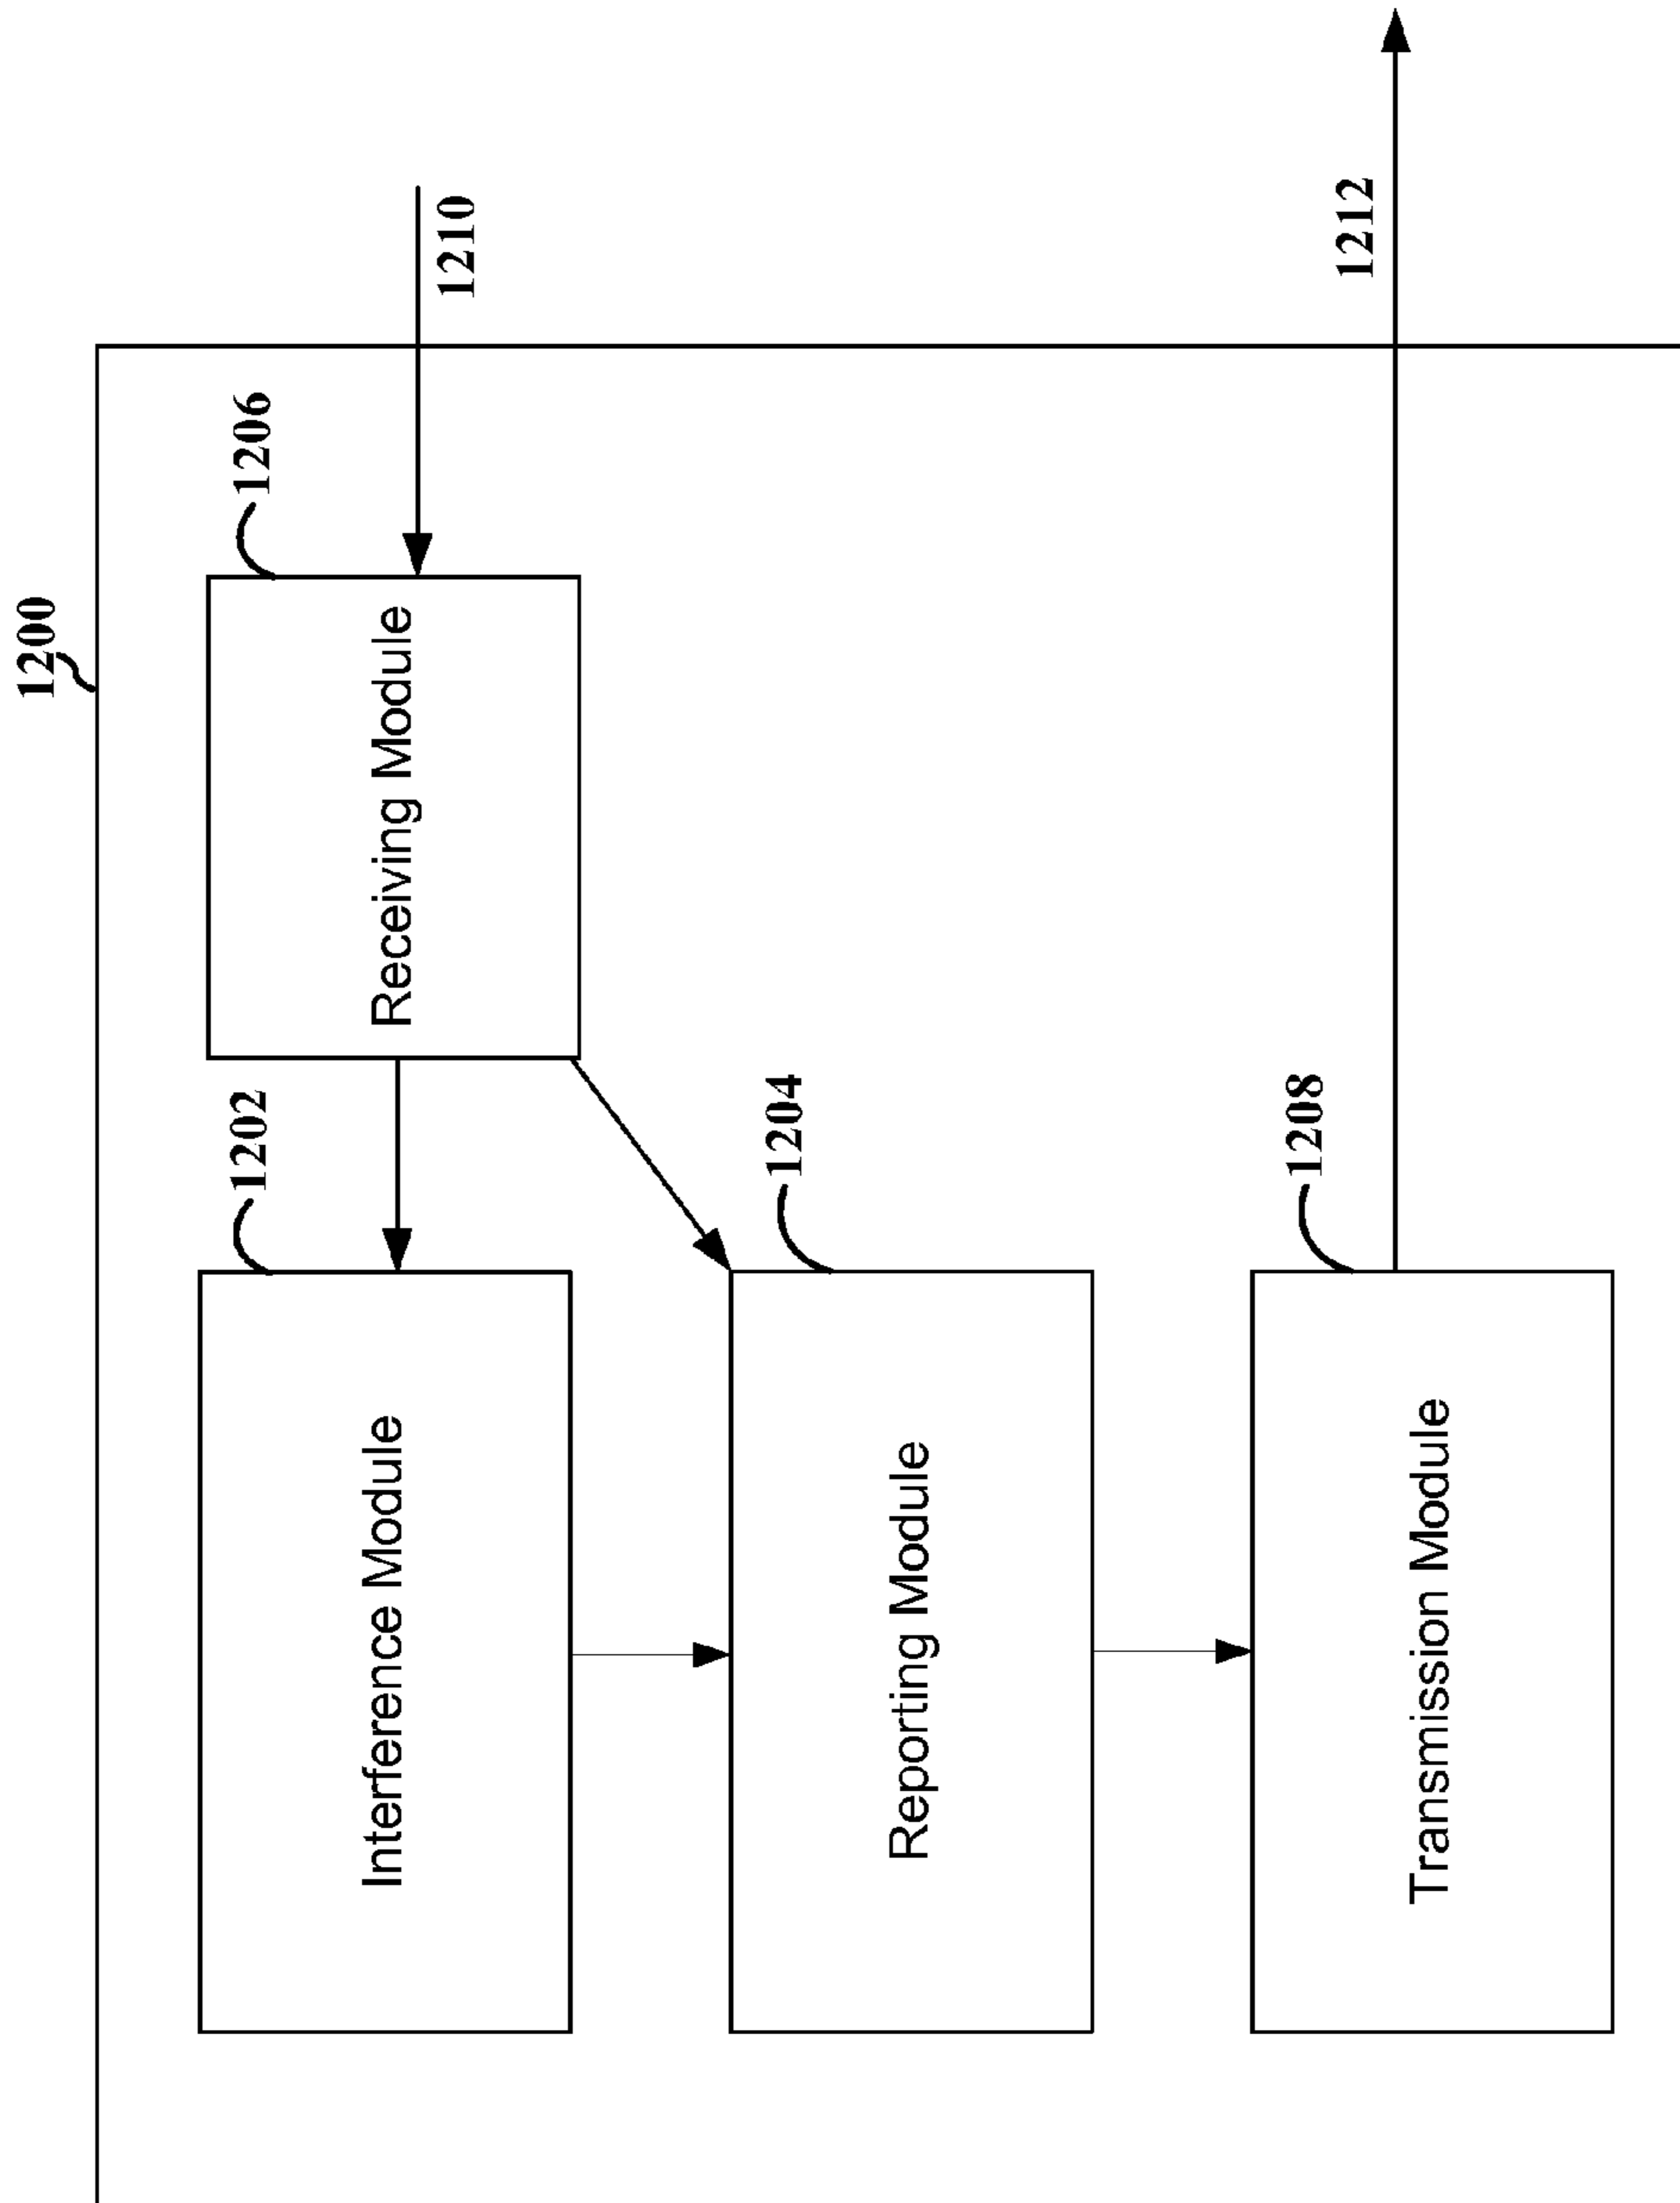 1200
1210
1206
Receiving Module
1202
Interference Module
1204
Reporting Module
1212
1208
Transmission Module